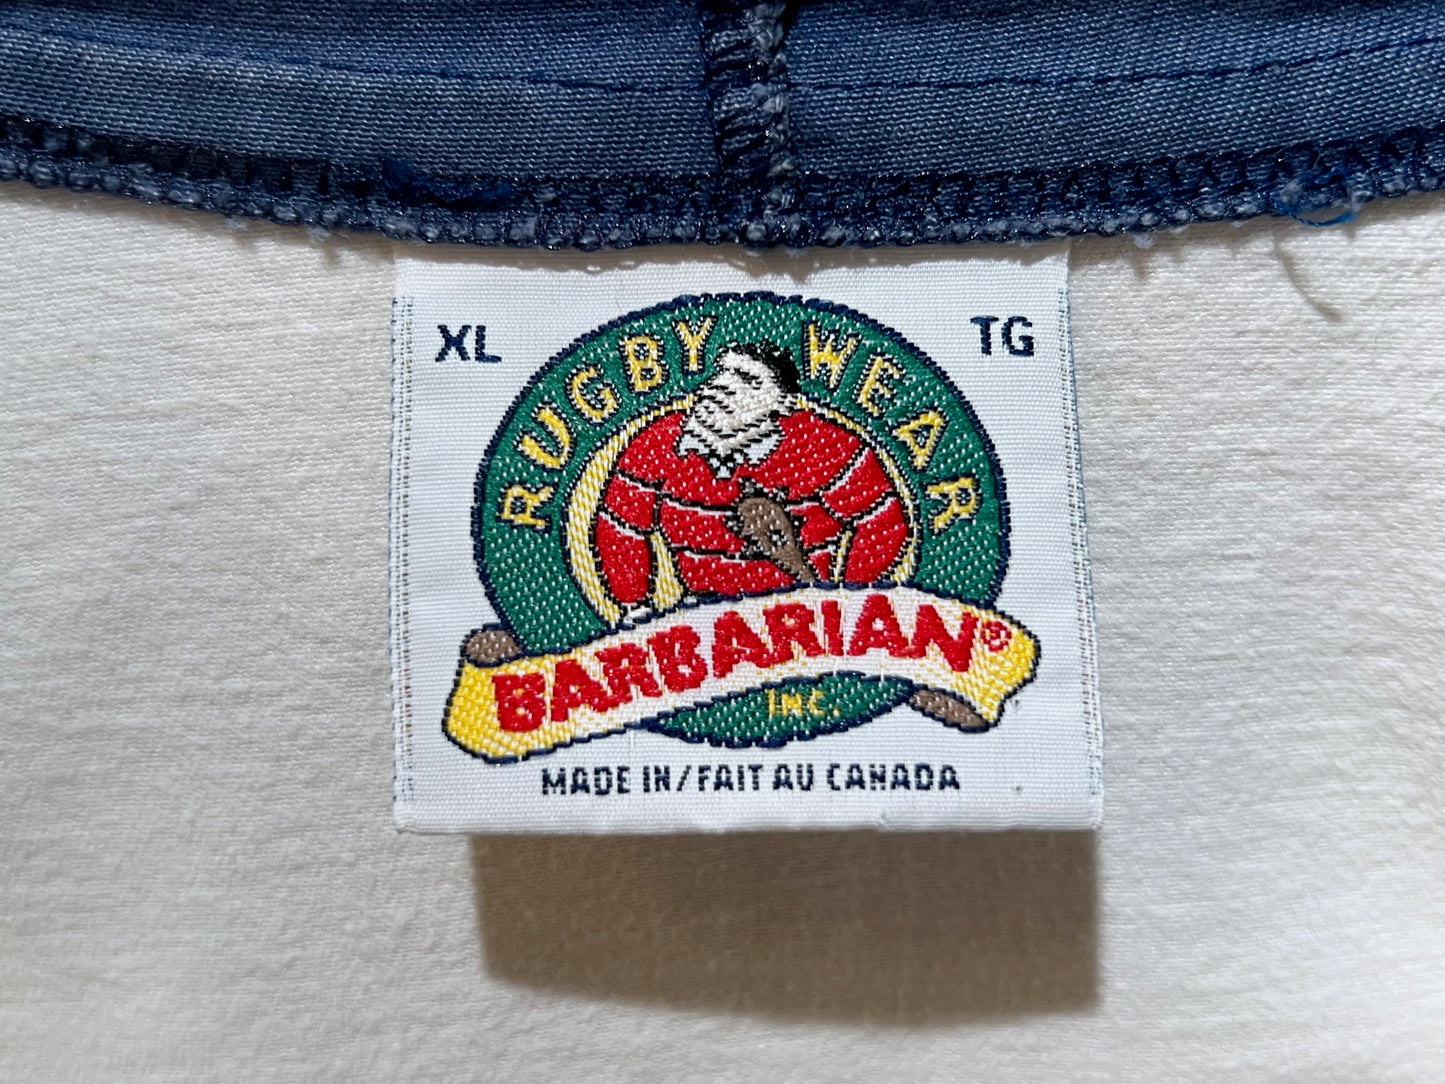 XL TG
RUGBY WEAR
BARBARIAN®
INC.
MADE IN/FAIT AU CANADA